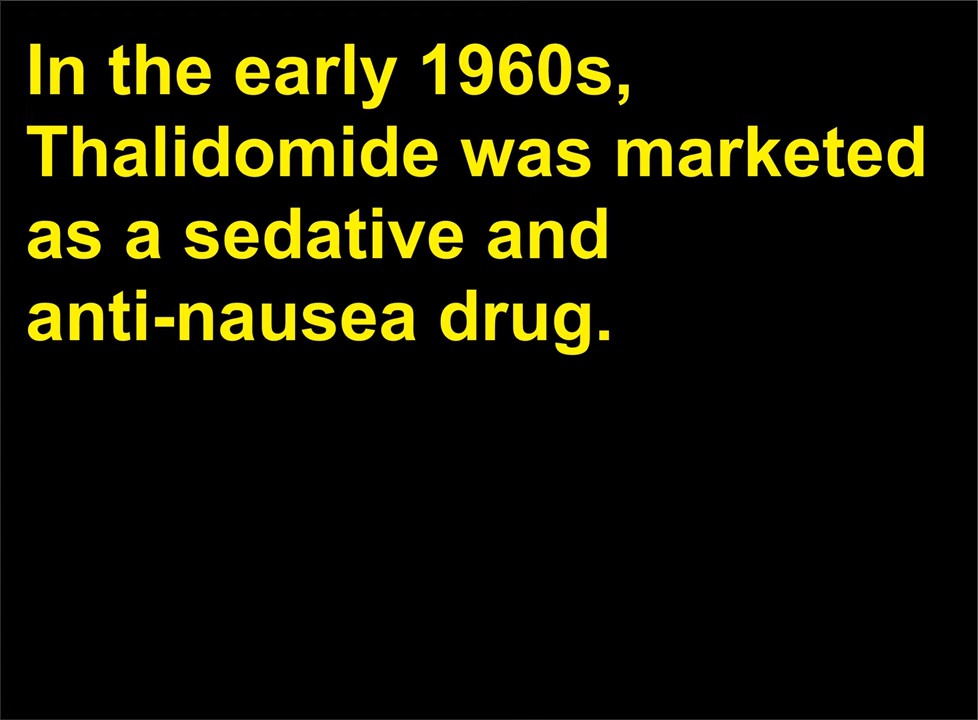 In the early 1960s,
Thalidomide was marketed
as a sedative and
anti-nausea drug.